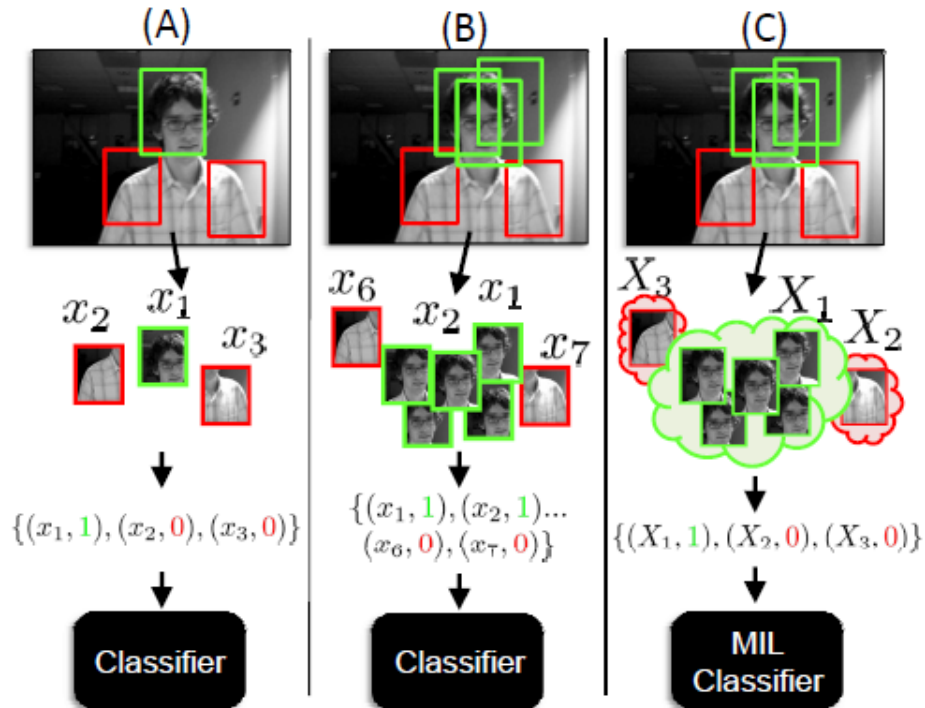 (A)
(B)
(C)
x₂
x₁
x₃
{(x₁, 1), (x₂, 0), (x₃, 0)}
Classifier
x₆
x₂
x₁
x₇
{(x₁, 1), (x₂, 1)...
(x₆, 0), (x₇, 0)}
Classifier
X₃
X₁
X₂
{(X₁, 1), (X₂, 0), (X₃, 0)}
MIL
Classifier